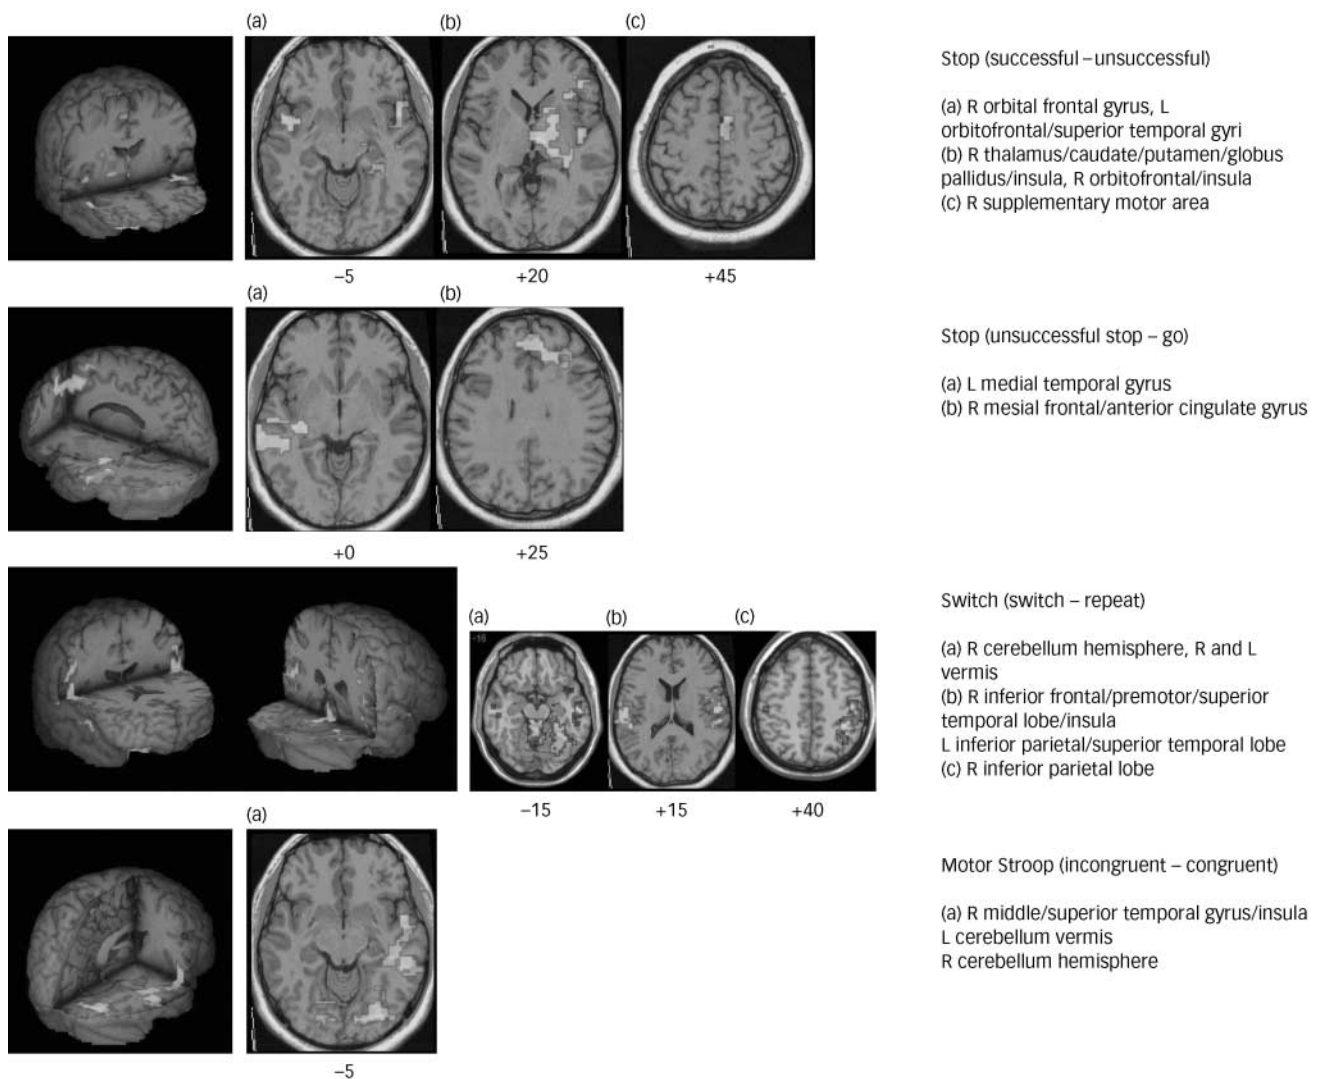 (a) (b) (c)
Stop (successful – unsuccessful)
(a) R orbital frontal gyrus, L
orbitofrontal/superior temporal gyri
(b) R thalamus/caudate/putamen/globus
pallidus/insula, R orbitofrontal/insula
(c) R supplementary motor area
–5 +20 +45
(a) (b)
Stop (unsuccessful stop – go)
(a) L medial temporal gyrus
(b) R mesial frontal/anterior cingulate gyrus
+0 +25
(a) (b) (c)
Switch (switch – repeat)
(a) R cerebellum hemisphere, R and L
vermis
(b) R inferior frontal/premotor/superior
temporal lobe/insula
L inferior parietal/superior temporal lobe
(c) R inferior parietal lobe
–15 +15 +40
(a)
Motor Stroop (incongruent – congruent)
(a) R middle/superior temporal gyrus/insula
L cerebellum vermis
R cerebellum hemisphere
–5